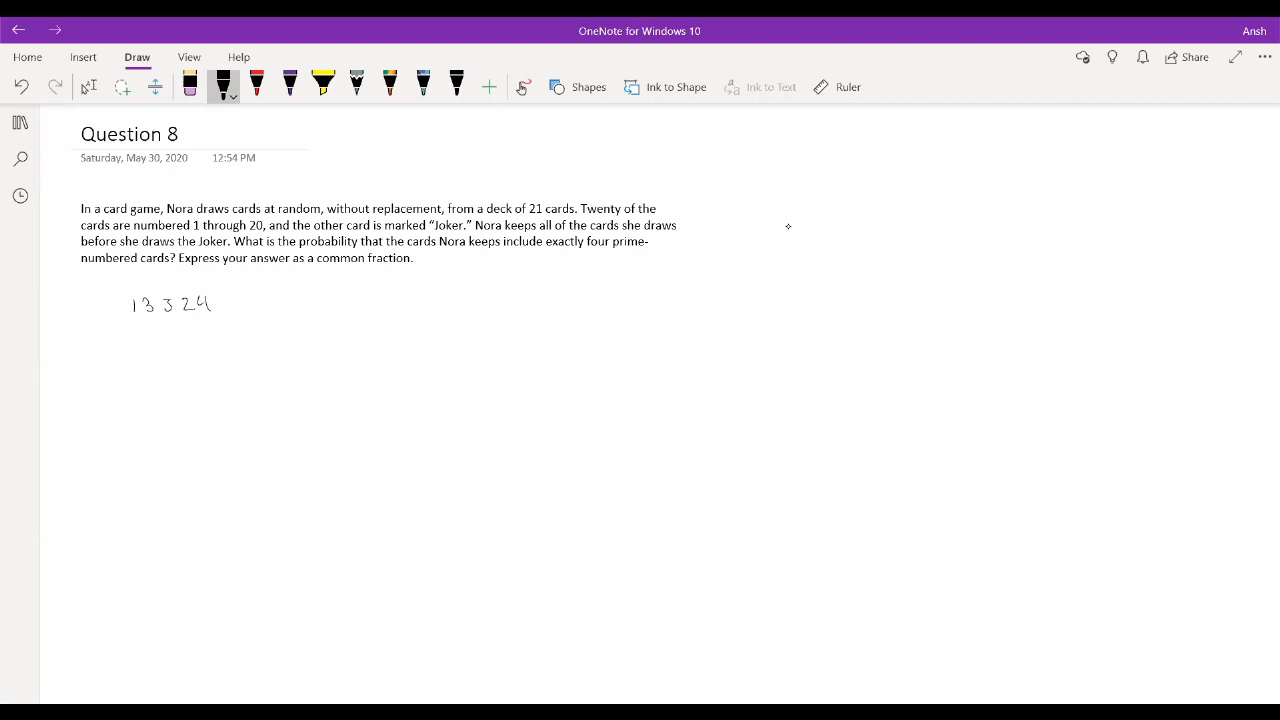 OneNote for Windows 10
Ansh
Home Insert Draw View Help
Share
Shapes Ink to Shape Ink to Text Ruler
Question 8
Saturday, May 30, 2020 12:54 PM
In a card game, Nora draws cards at random, without replacement, from a deck of 21 cards. Twenty of the
cards are numbered 1 through 20, and the other card is marked “Joker.” Nora keeps all of the cards she draws
before she draws the Joker. What is the probability that the cards Nora keeps include exactly four prime-
numbered cards? Express your answer as a common fraction.
1 3 J 2 4